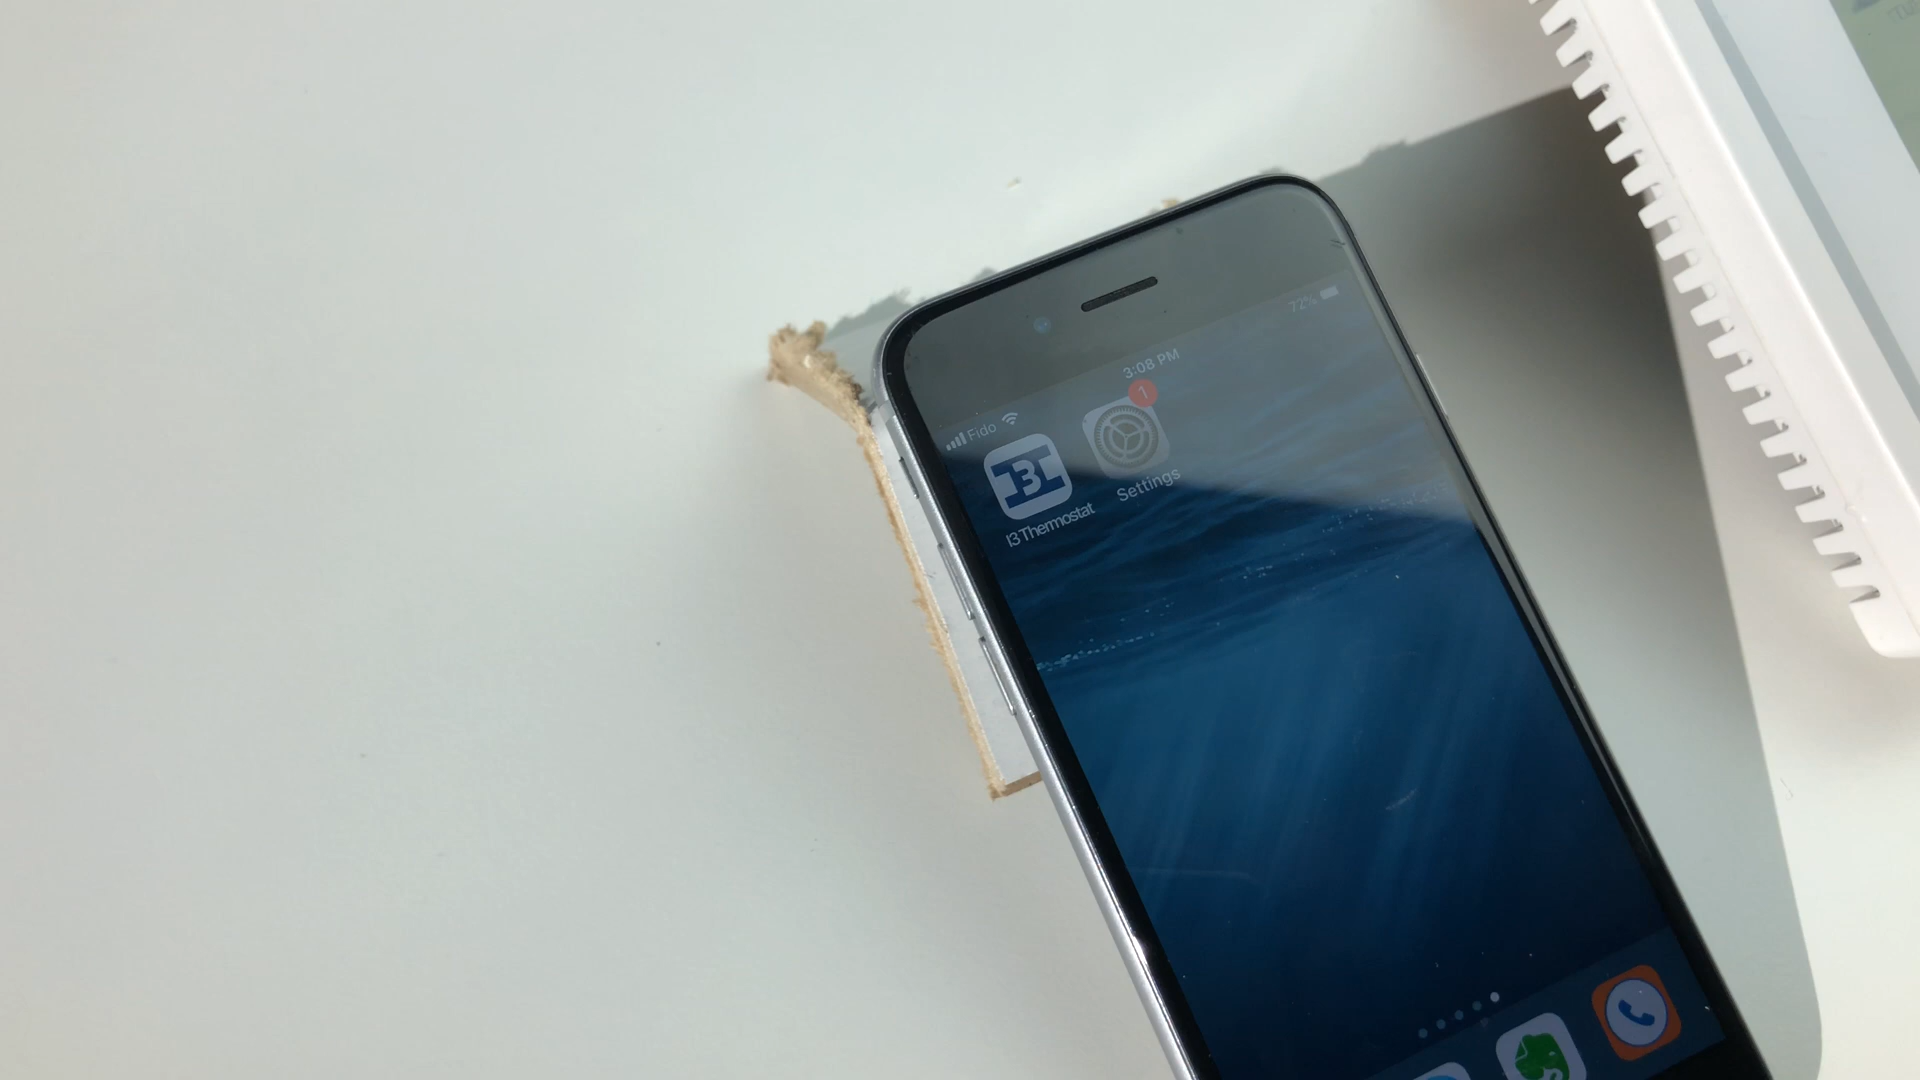 72%
3:08 PM
Fido
1
I3
I3 Thermostat
Settings